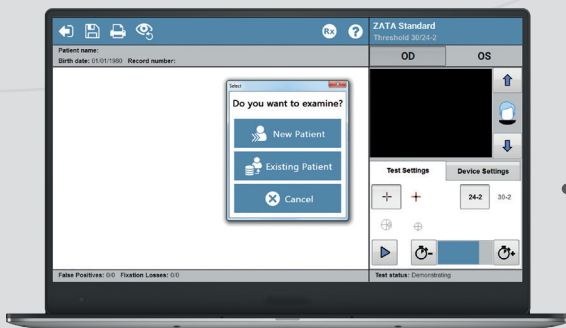 Rx
?
ZATA Standard
Threshold 30/24-2
Patient name:
Birth date: 01/01/1980 Record number:
OD
OS
Select
Do you want to examine?
New Patient
Existing Patient
Cancel
Test Settings
Device Settings
24-2
30-2
False Positives: 0/0 Fixation Losses: 0/0
Test status: Demonstrating